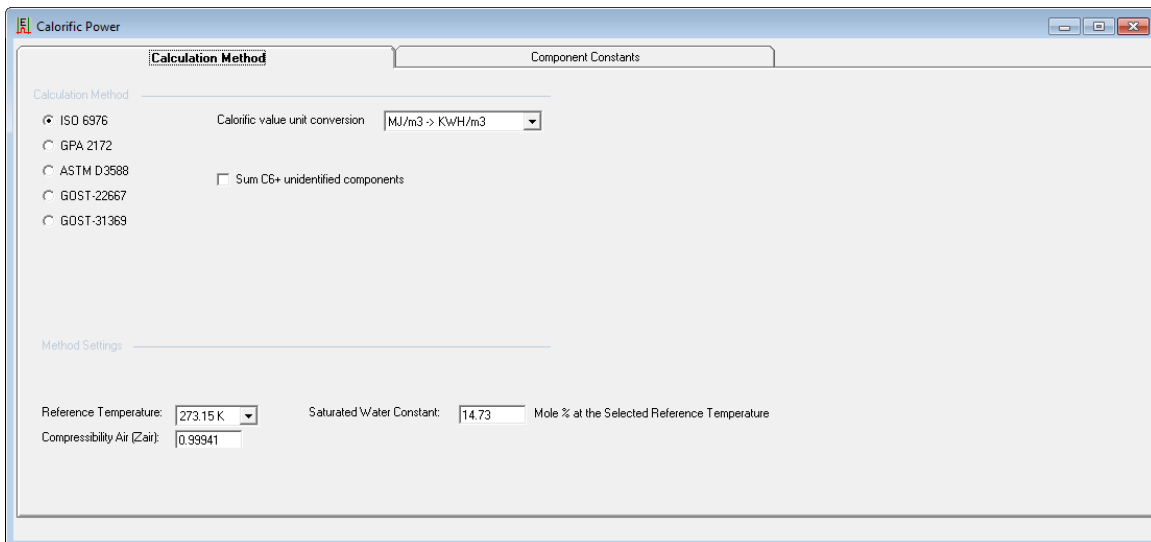 Calorific Power
Calculation Method
Component Constants
Calculation Method
ISO 6976
Calorific value unit conversion MJ/m3 -> KWH/m3
GPA 2172
ASTM D3588
Sum C6+ unidentified components
GOST-22667
GOST-31369
Method Settings
Reference Temperature: 273.15 K Saturated Water Constant: 14.73 Mole % at the Selected Reference Temperature
Compressibility Air (Zair): 0.99941